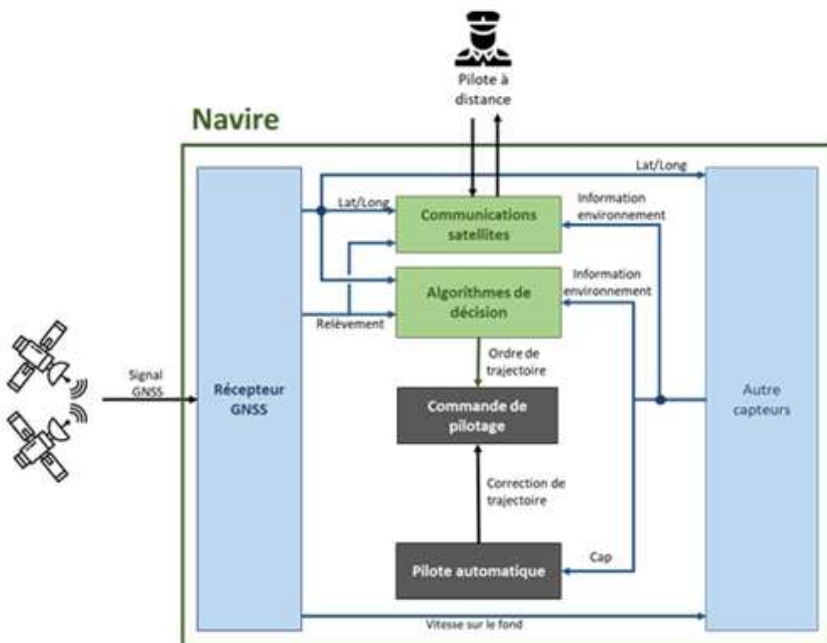 Pilote à
distance
Navire
Lat/Long
Lat/Long
Information
environnement
Communications
satellites
Information
environnement
Algorithmes de
décision
Relèvement
Signal
GNSS
Récepteur
GNSS
Ordre de
trajectoire
Autre
capteurs
Commande de
pilotage
Correction de
trajectoire
Pilote automatique
Cap
Vitesse sur le fond